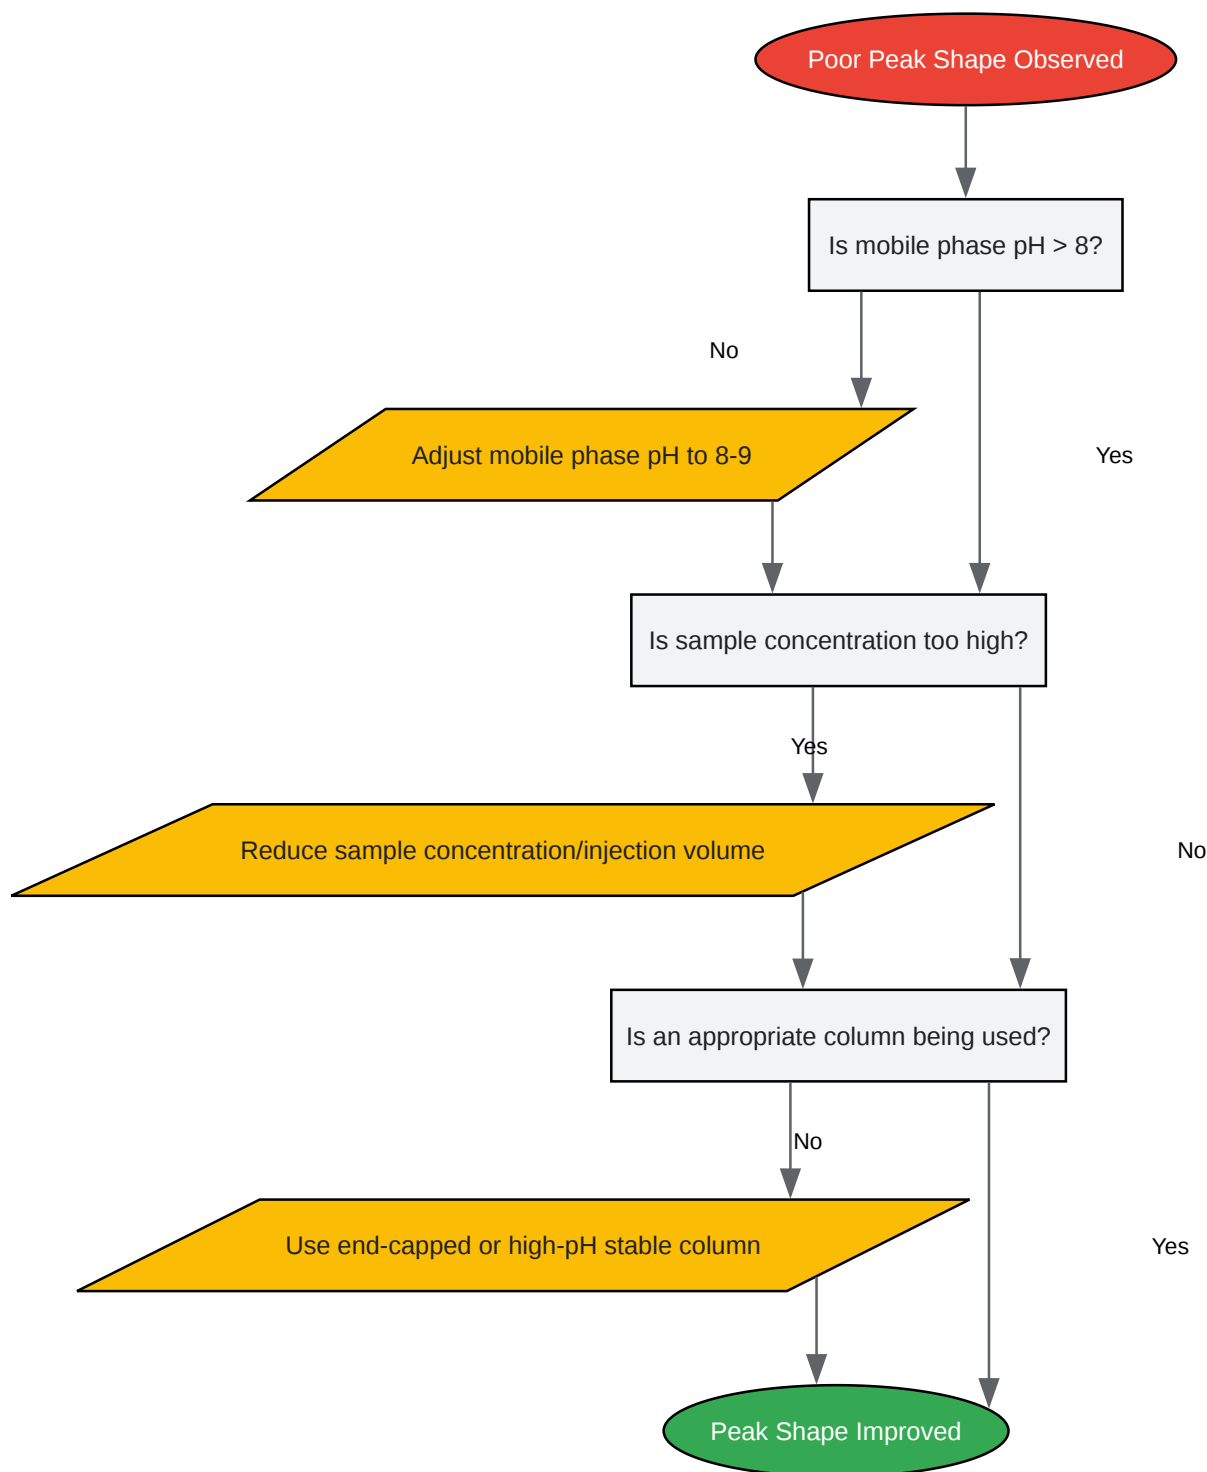 Poor Peak Shape Observed
Is mobile phase pH > 8?
No
Adjust mobile phase pH to 8-9
Yes
Is sample concentration too high?
Yes
Reduce sample concentration/injection volume
No
Is an appropriate column being used?
No
Use end-capped or high-pH stable column
Yes
Peak Shape Improved